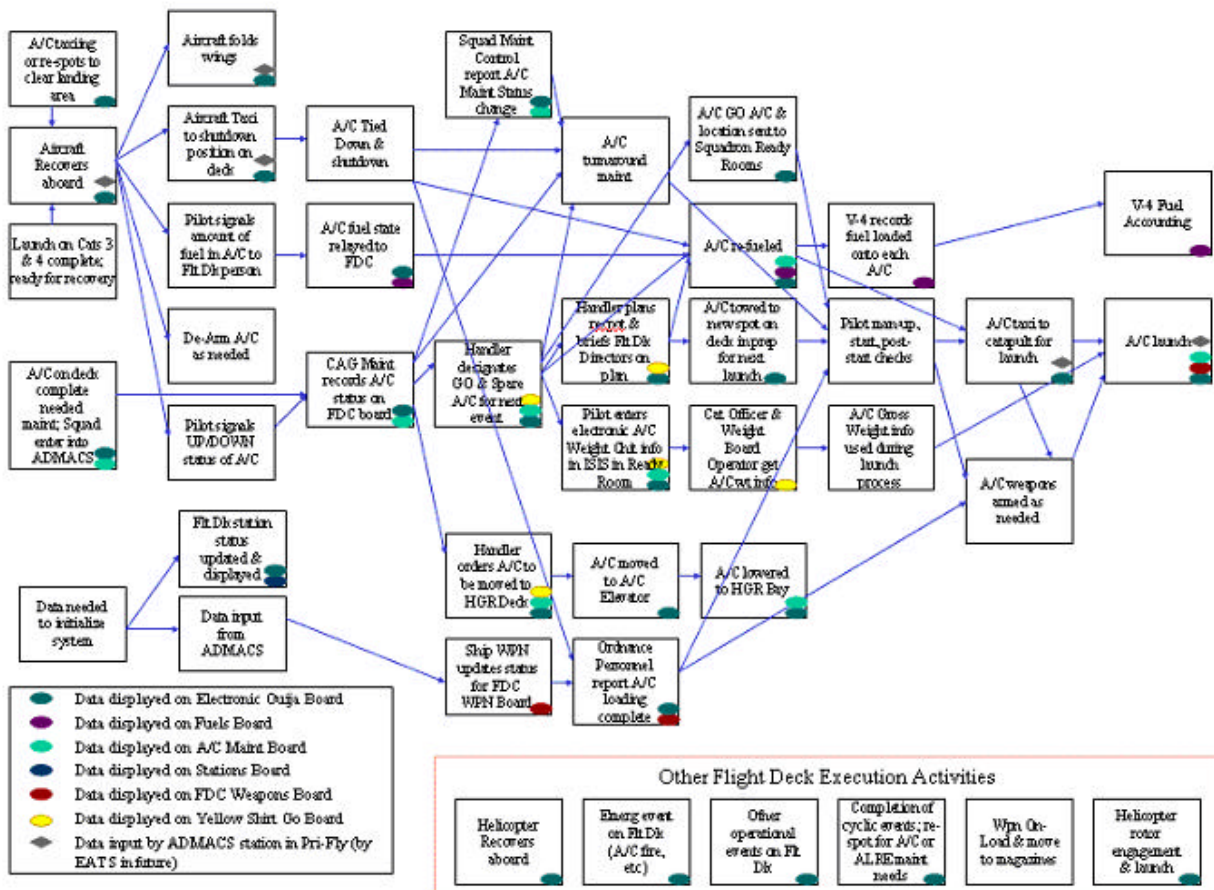 A/C taxiing
or re-spots to
clear landing
area
Aircraft
Recovers
aboard
Launch on Cats 3
& 4 complete;
ready for recovery
A/C on deck
complete
needed
maint; Squad
enter into
ADMACS
Aircraft folds
wings
Aircraft Taxi
to shutdown
position on
deck
Pilot signals
amount of
fuel in A/C to
Flt Dk person
De-Arm A/C
as needed
Pilot signals
UP/DOWN
status of A/C
A/C Tied
Down &
shutdown
A/C fuel state
relayed to
FDC
CAG Maint
records A/C
status on
FDC board
Squad Maint
Control
report A/C
Maint Status
change
Handler
designates
GO & Spare
A/C for next
event
A/C
turnaround
maint
Handler plans
respot &
briefs Flt Dk
Directors on
plan
Pilot enters
electronic A/C
Weight Chit info
in ISIS in Ready
Room
A/C GO A/C &
location sent to
Squadron Ready
Rooms
A/C re-fueled
A/C towed to
new spot on
deck in prep for
next launch
Cat. Officer &
Weight
Board
Operator get
A/C wt info
V-4 records
fuel loaded
onto each
A/C
Pilot man-up,
start, post-
start checks
A/C Gross
Weight info
used during
launch
process
A/C taxi to
catapult for
launch
A/C weapons
armed as
needed
V-4 Fuel
Accounting
A/C launch
Flt Dk station
status
updated &
displayed
Data needed
to initialize
system
Data input
from
ADMACS
Handler
orders A/C to
be moved to
HGR Deck
A/C moved
to A/C
Elevator
A/C lowered
to HGR Bay
Ship WPN
updates status
for FDC
WPN Board
Ordnance
Personnel
report A/C
loading
complete
Data displayed on Electronic Ouija Board
Data displayed on Fuels Board
Data displayed on A/C Maint Board
Data displayed on Stations Board
Data displayed on FDC Weapons Board
Data displayed on Yellow Shirt Go Board
Data input by ADMACS station in Pri-Fly (by
EATS in future)
Other Flight Deck Execution Activities
Helicopter
Recovers
aboard
Emerg event
on Flt Dk
(A/C fire,
etc)
Other
operational
events on Flt
Dk
Completion of
cyclic events; re-
spot for A/C or
ALRE maint
needs
Wpn On-
Load & move
to magazines
Helicopter
rotor
engagement
& launch